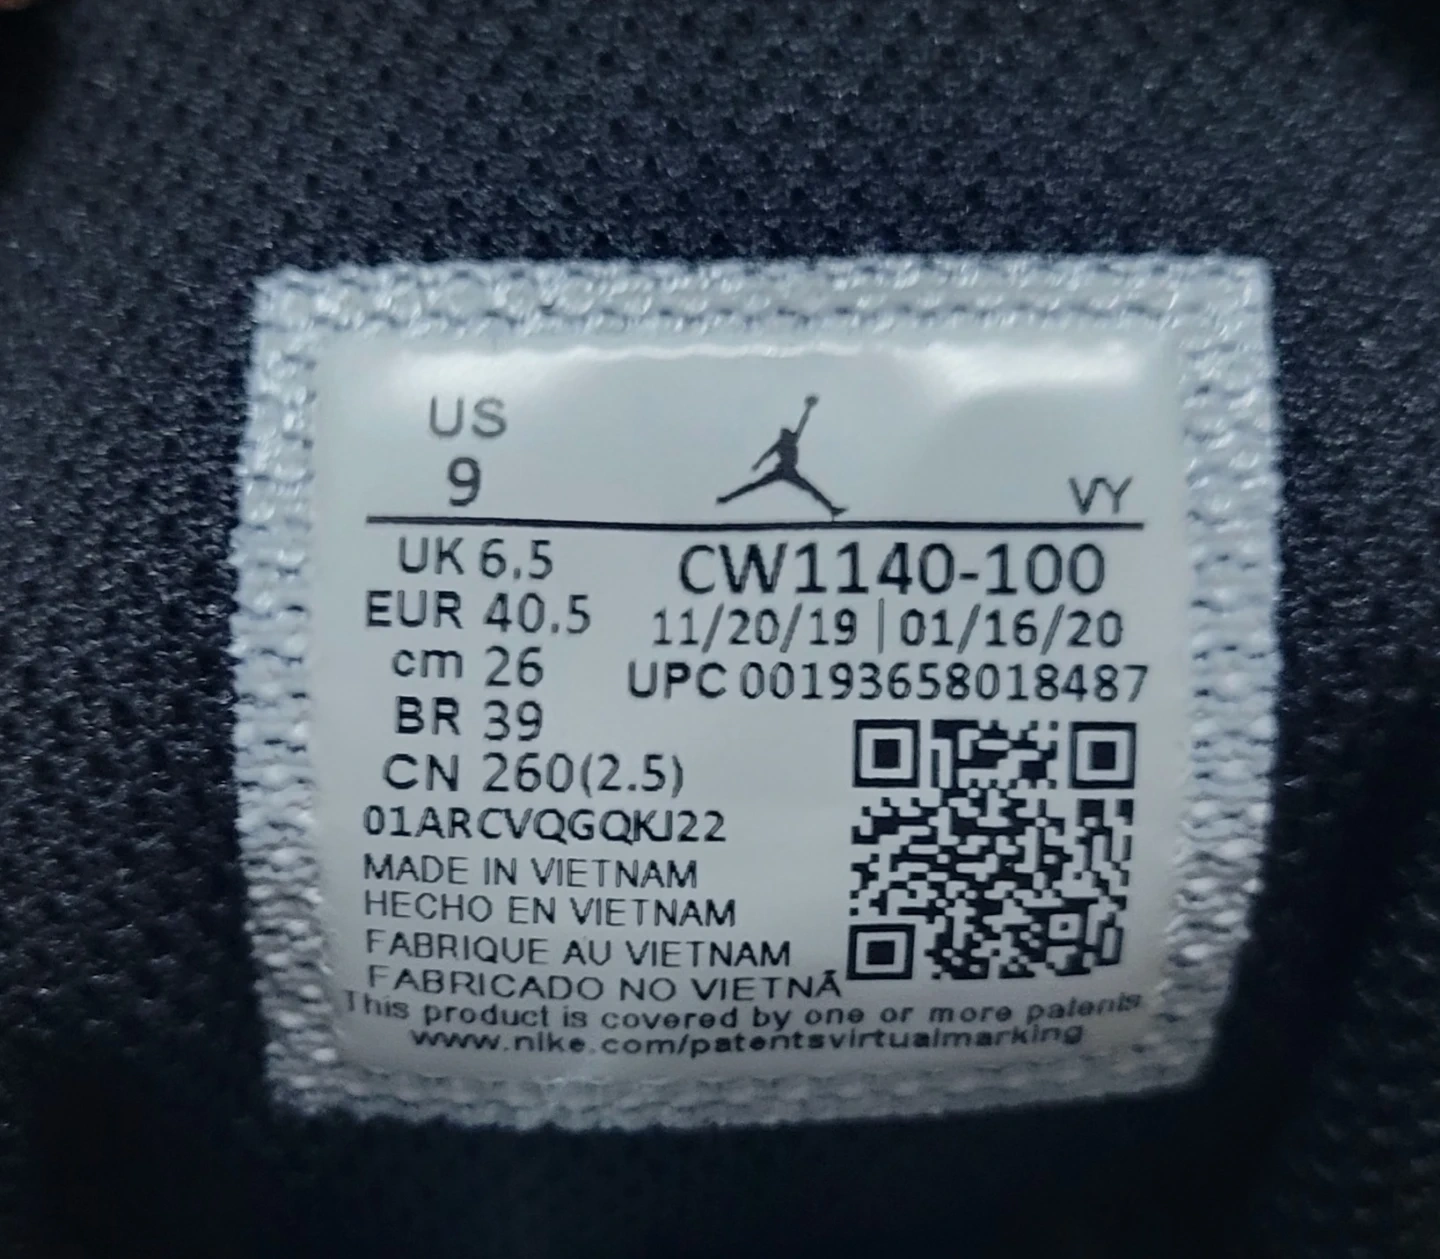 US
9
VY
UK 6.5
EUR 40.5
cm 26
BR 39
CN 260(2.5)
CW1140-100
11/20/19 | 01/16/20
UPC 00193658018487
01ARCVQGQKJ22
MADE IN VIETNAM
HECHO EN VIETNAM
FABRIQUE AU VIETNAM
FABRICADO NO VIETNÃ
This product is covered by one or more patents
www.nike.com/patentsvirtualmarking